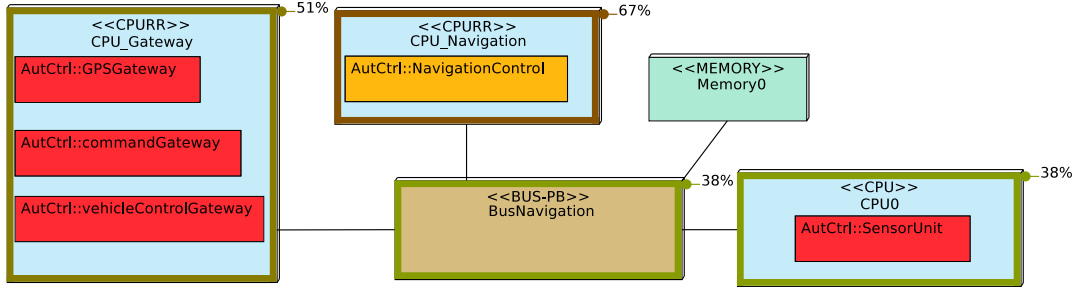 51%
<<CPURR>>
CPU_Gateway
AutCtrl::GPSGateway
AutCtrl::commandGateway
AutCtrl::vehicleControlGateway
67%
<<CPURR>>
CPU_Navigation
AutCtrl::NavigationControl
<<MEMORY>>
Memory0
38%
<<BUS-PB>>
BusNavigation
38%
<<CPU>>
CPU0
AutCtrl::SensorUnit